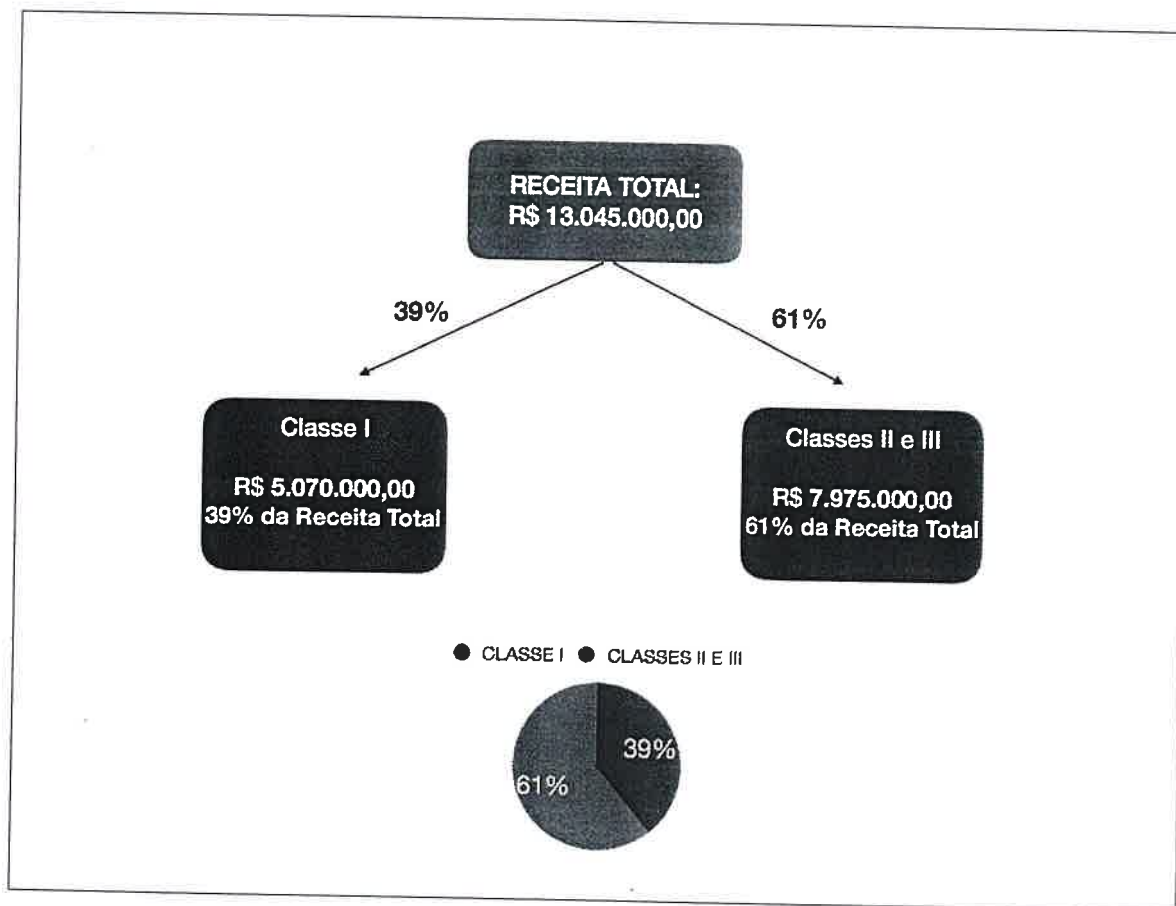 RECEITA TOTAL:
R$ 13.045.000,00
39%
61%
Classe I
R$ 5.070.000,00
39% da Receita Total
Classes II e III
R$ 7.975.000,00
61% da Receita Total
CLASSE I
CLASSES II E III
39%
61%